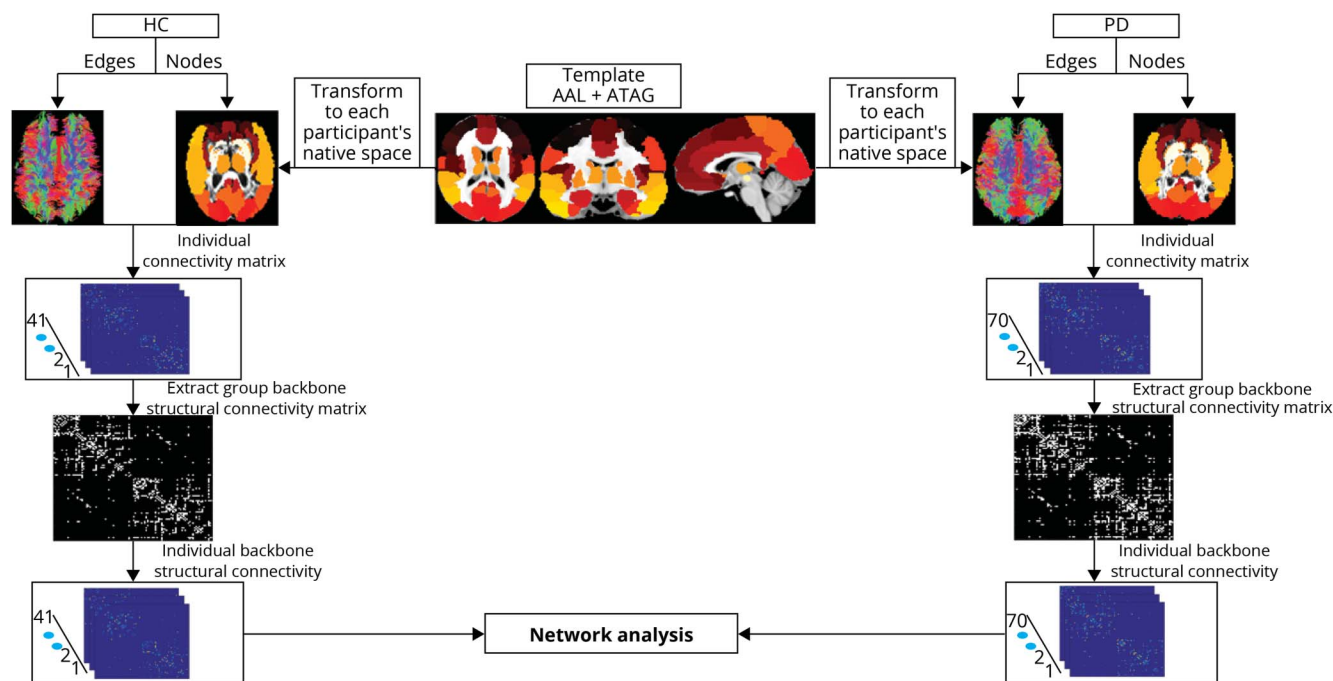 HC
Edges
Nodes
Transform
to each
participant's
native space
Template
AAL + ATAG
Transform
to each
participant's
native space
PD
Edges
Nodes
Individual
connectivity matrix
41
2
1
Extract group backbone
structural connectivity matrix
Individual backbone
structural connectivity
41
2
1
Individual
connectivity matrix
70
2
1
Extract group backbone
structural connectivity matrix
Individual backbone
structural connectivity
70
2
1
Network analysis